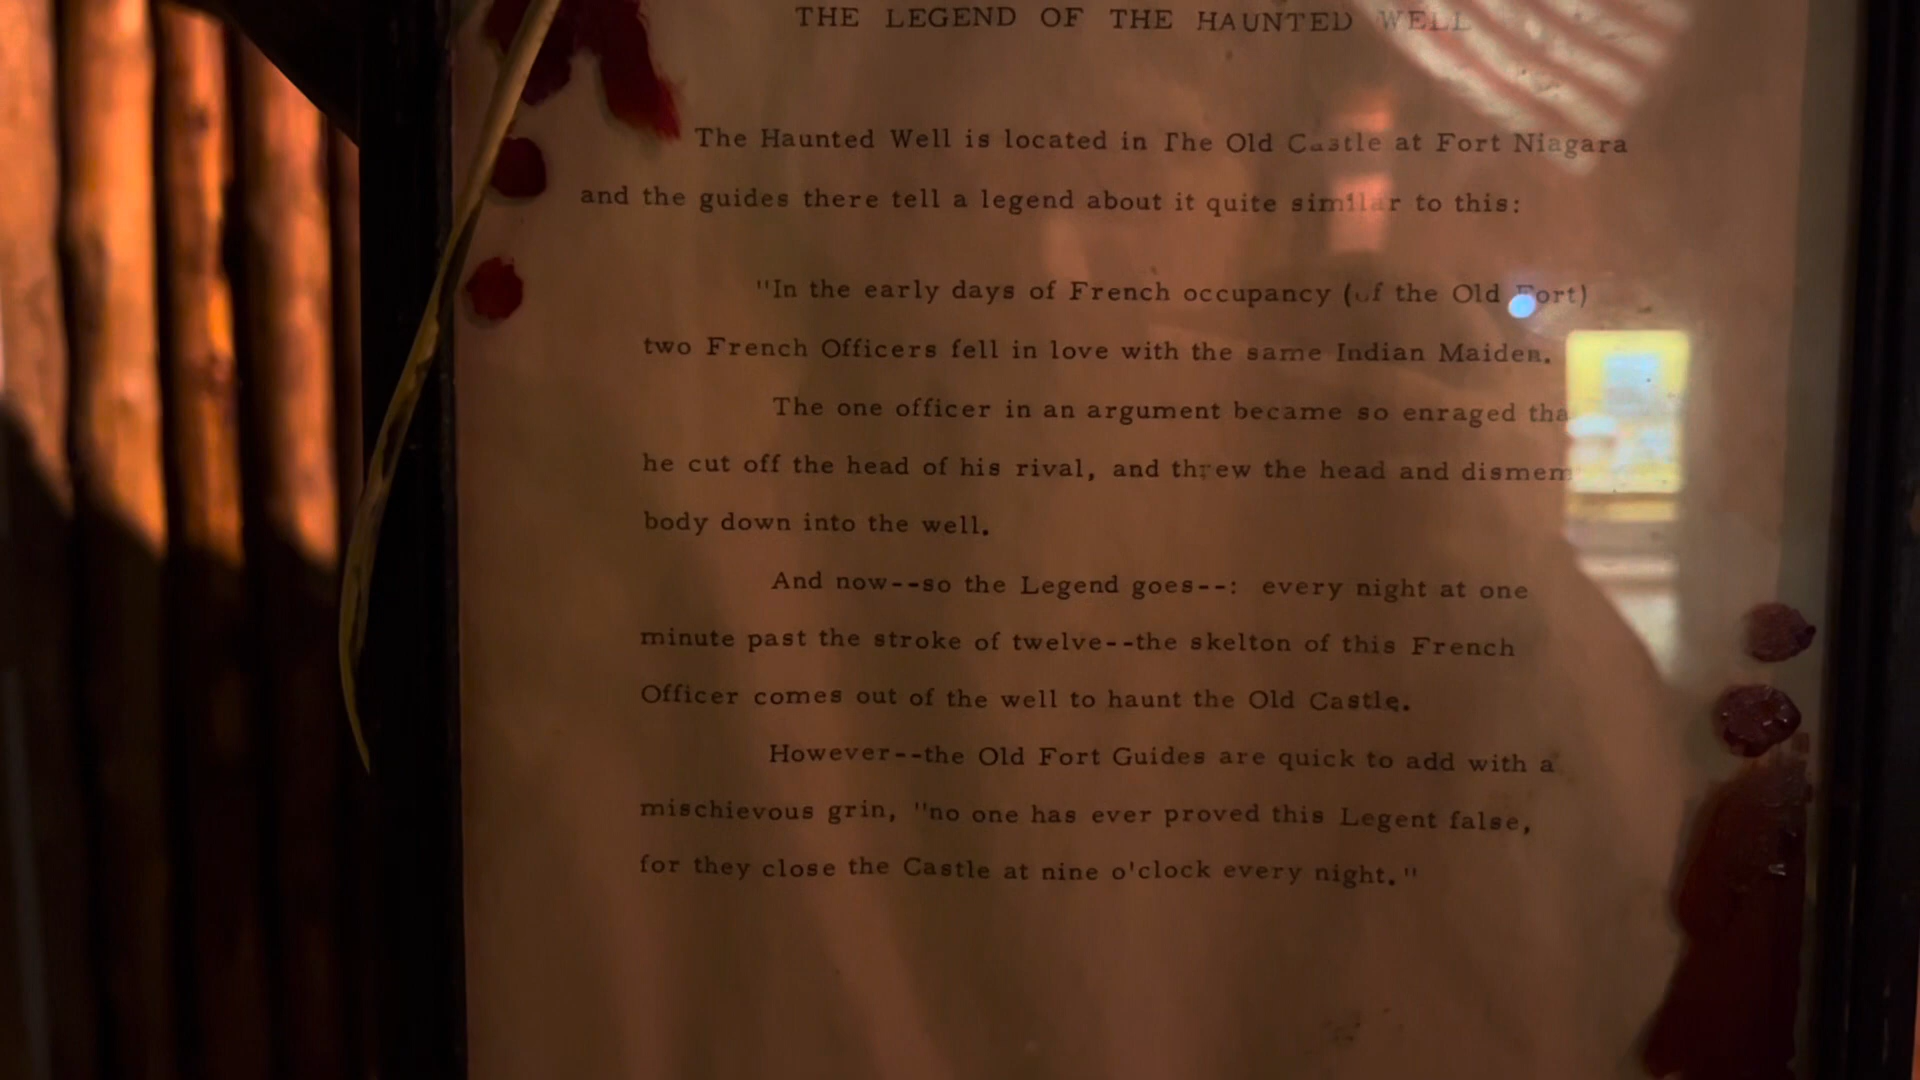 THE LEGEND OF THE HAUNTED WELL
The Haunted Well is located in The Old Castle at Fort Niagara
and the guides there tell a legend about it quite similar to this:
"In the early days of French occupancy (of the Old Fort)
two French Officers fell in love with the same Indian Maiden.
The one officer in an argument became so enraged tha
he cut off the head of his rival, and threw the head and dismem
body down into the well.
And now--so the Legend goes--: every night at one
minute past the stroke of twelve--the skelton of this French
Officer comes out of the well to haunt the Old Castle.
However--the Old Fort Guides are quick to add with a
mischievous grin, "no one has ever proved this Legent false,
for they close the Castle at nine o'clock every night."